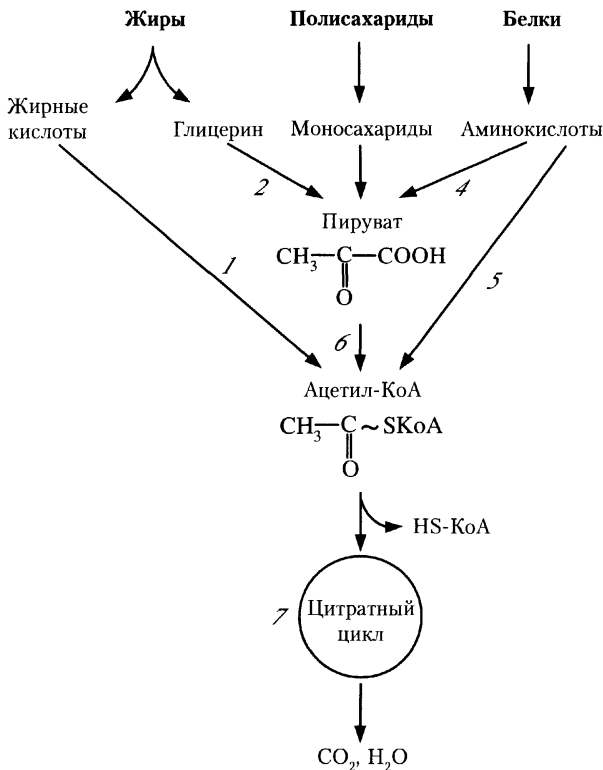 Жиры Полисахариды Белки
Жирные
кислоты
Глицерин Моносахариды Аминокислоты
2 4
Пируват
CH₃—C—COOH
O
1 5
6
Ацетил-КоА
CH₃—C~SKoA
O
HS-KoA
7
Цитратный
цикл
CO₂, H₂O